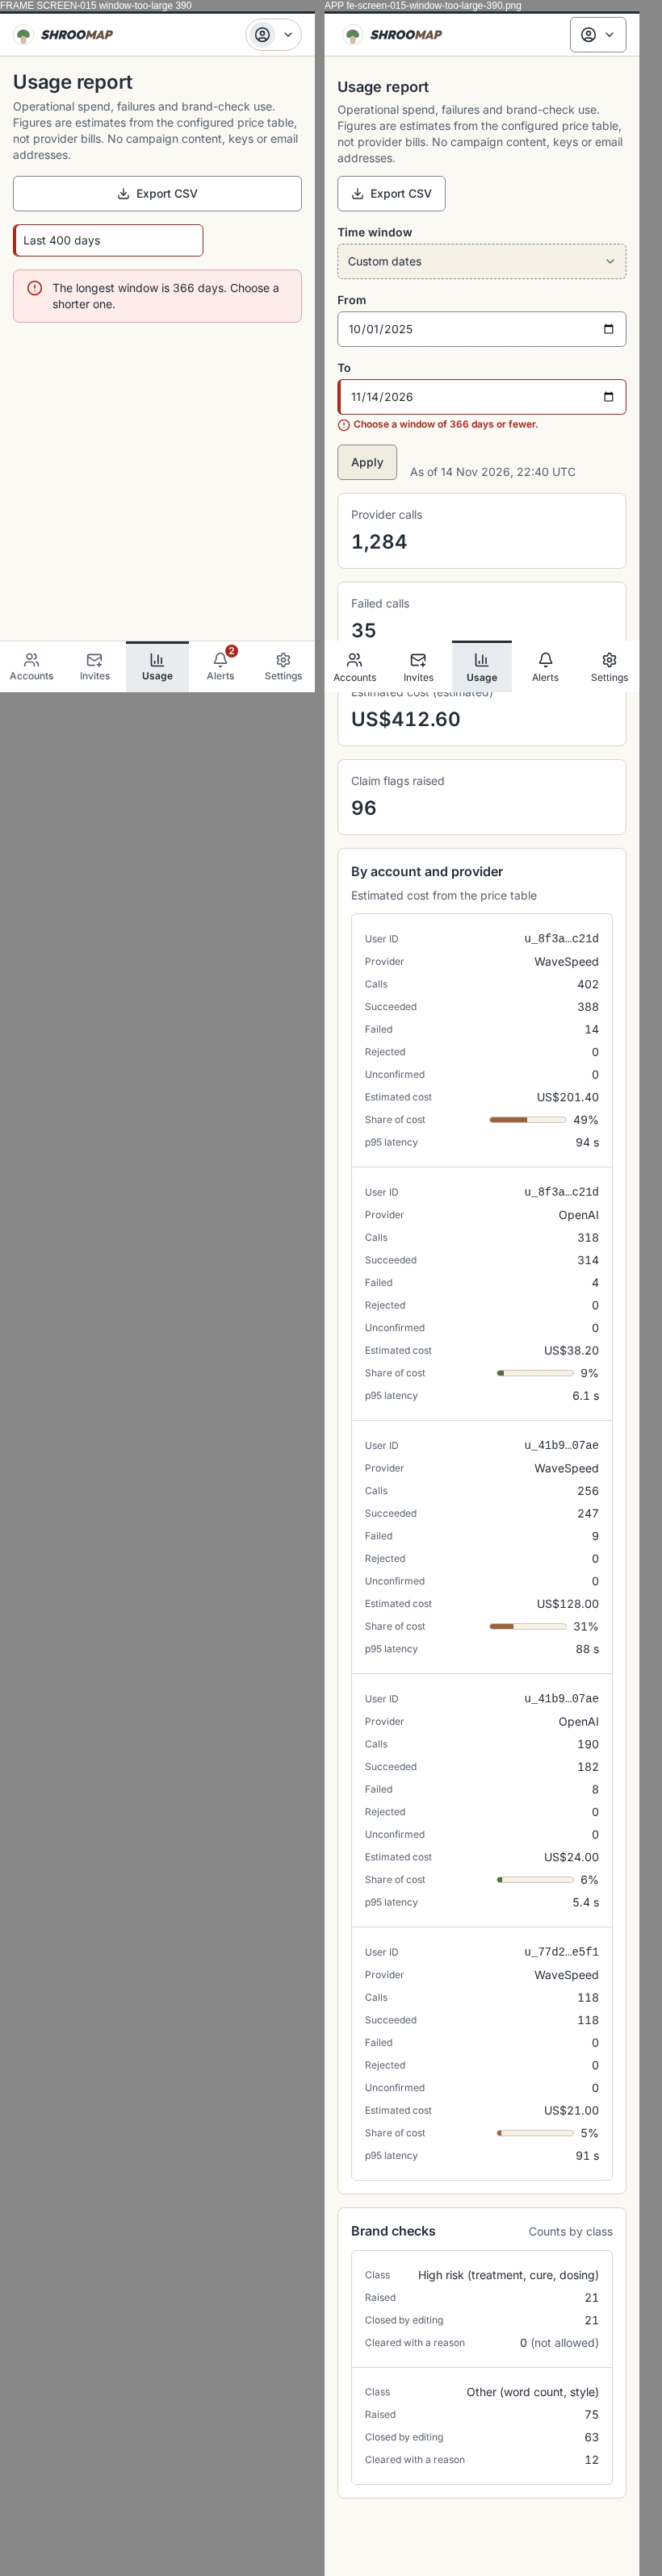 FRAME SCREEN-015 window-too-large 390
SHROOMAP
Usage report
Operational spend, failures and brand-check use.
Figures are estimates from the configured price table,
not provider bills. No campaign content, keys or email
addresses.
Export CSV
Last 400 days
The longest window is 366 days. Choose a
shorter one.
Accounts
Invites
Usage
2
Alerts
Settings
APP fe-screen-015-window-too-large-390.png
SHROOMAP
Usage report
Operational spend, failures and brand-check use.
Figures are estimates from the configured price table,
not provider bills. No campaign content, keys or email
addresses.
Export CSV
Time window
Custom dates
From
10/01/2025
To
11/14/2026
Choose a window of 366 days or fewer.
Apply
As of 14 Nov 2026, 22:40 UTC
Provider calls
1,284
Failed calls
35
Accounts
Invites
Usage
Alerts
Settings
Estimated cost (estimated)
US$412.60
Claim flags raised
96
By account and provider
Estimated cost from the price table
User ID u_8f3a…c21d
Provider WaveSpeed
Calls 402
Succeeded 388
Failed 14
Rejected 0
Unconfirmed 0
Estimated cost US$201.40
Share of cost 49%
p95 latency 94 s
User ID u_8f3a…c21d
Provider OpenAI
Calls 318
Succeeded 314
Failed 4
Rejected 0
Unconfirmed 0
Estimated cost US$38.20
Share of cost 9%
p95 latency 6.1 s
User ID u_41b9…07ae
Provider WaveSpeed
Calls 256
Succeeded 247
Failed 9
Rejected 0
Unconfirmed 0
Estimated cost US$128.00
Share of cost 31%
p95 latency 88 s
User ID u_41b9…07ae
Provider OpenAI
Calls 190
Succeeded 182
Failed 8
Rejected 0
Unconfirmed 0
Estimated cost US$24.00
Share of cost 6%
p95 latency 5.4 s
User ID u_77d2…e5f1
Provider WaveSpeed
Calls 118
Succeeded 118
Failed 0
Rejected 0
Unconfirmed 0
Estimated cost US$21.00
Share of cost 5%
p95 latency 91 s
Brand checks
Counts by class
Class High risk (treatment, cure, dosing)
Raised 21
Closed by editing 21
Cleared with a reason 0 (not allowed)
Class Other (word count, style)
Raised 75
Closed by editing 63
Cleared with a reason 12